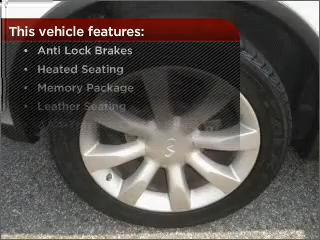 This vehicle features:
• Anti Lock Brakes
• Heated Seating
• Memory Package
• Leather Seating